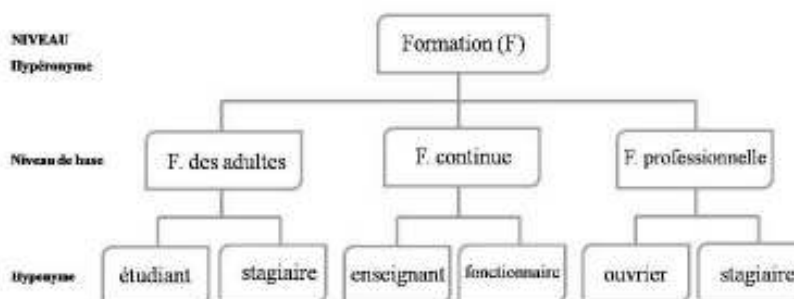 NIVEAU
Hypéronyme
Formation (F)
Niveau de base
F. des adultes
F. continue
F. professionnelle
Hyponyme
étudiant
stagiaire
enseignant
fonctionnaire
ouvrier
stagiaire